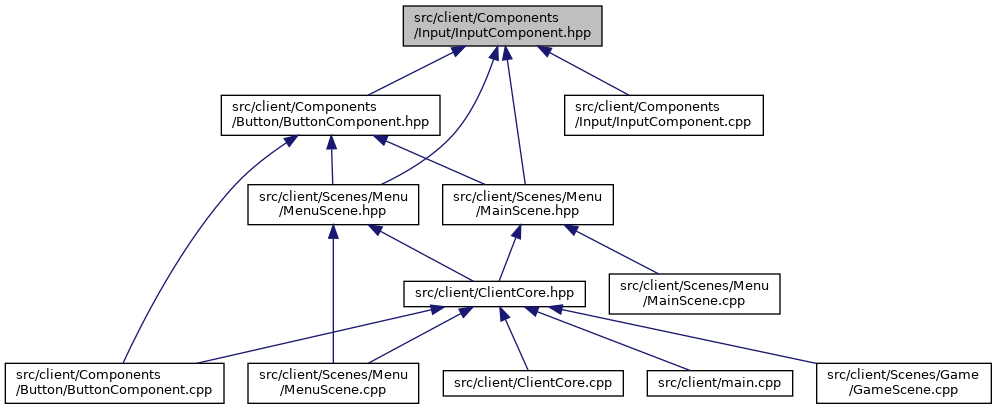 src/client/Components
/Input/InputComponent.hpp
src/client/Components
/Button/ButtonComponent.hpp
src/client/Components
/Input/InputComponent.cpp
src/client/Scenes/Menu
/MenuScene.hpp
src/client/Scenes/Menu
/MainScene.hpp
src/client/ClientCore.hpp
src/client/Scenes/Menu
/MainScene.cpp
src/client/Components
/Button/ButtonComponent.cpp
src/client/Scenes/Menu
/MenuScene.cpp
src/client/ClientCore.cpp
src/client/main.cpp
src/client/Scenes/Game
/GameScene.cpp